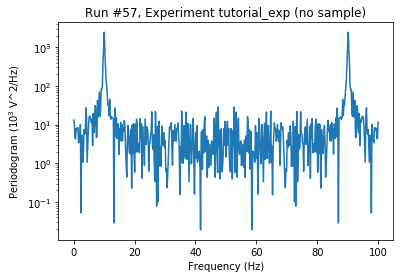 Run #57, Experiment tutorial_exp (no sample)
Periodogram (10³ V^2/Hz)
10³
10²
10¹
10⁰
10⁻¹
0 20 40 60 80 100
Frequency (Hz)